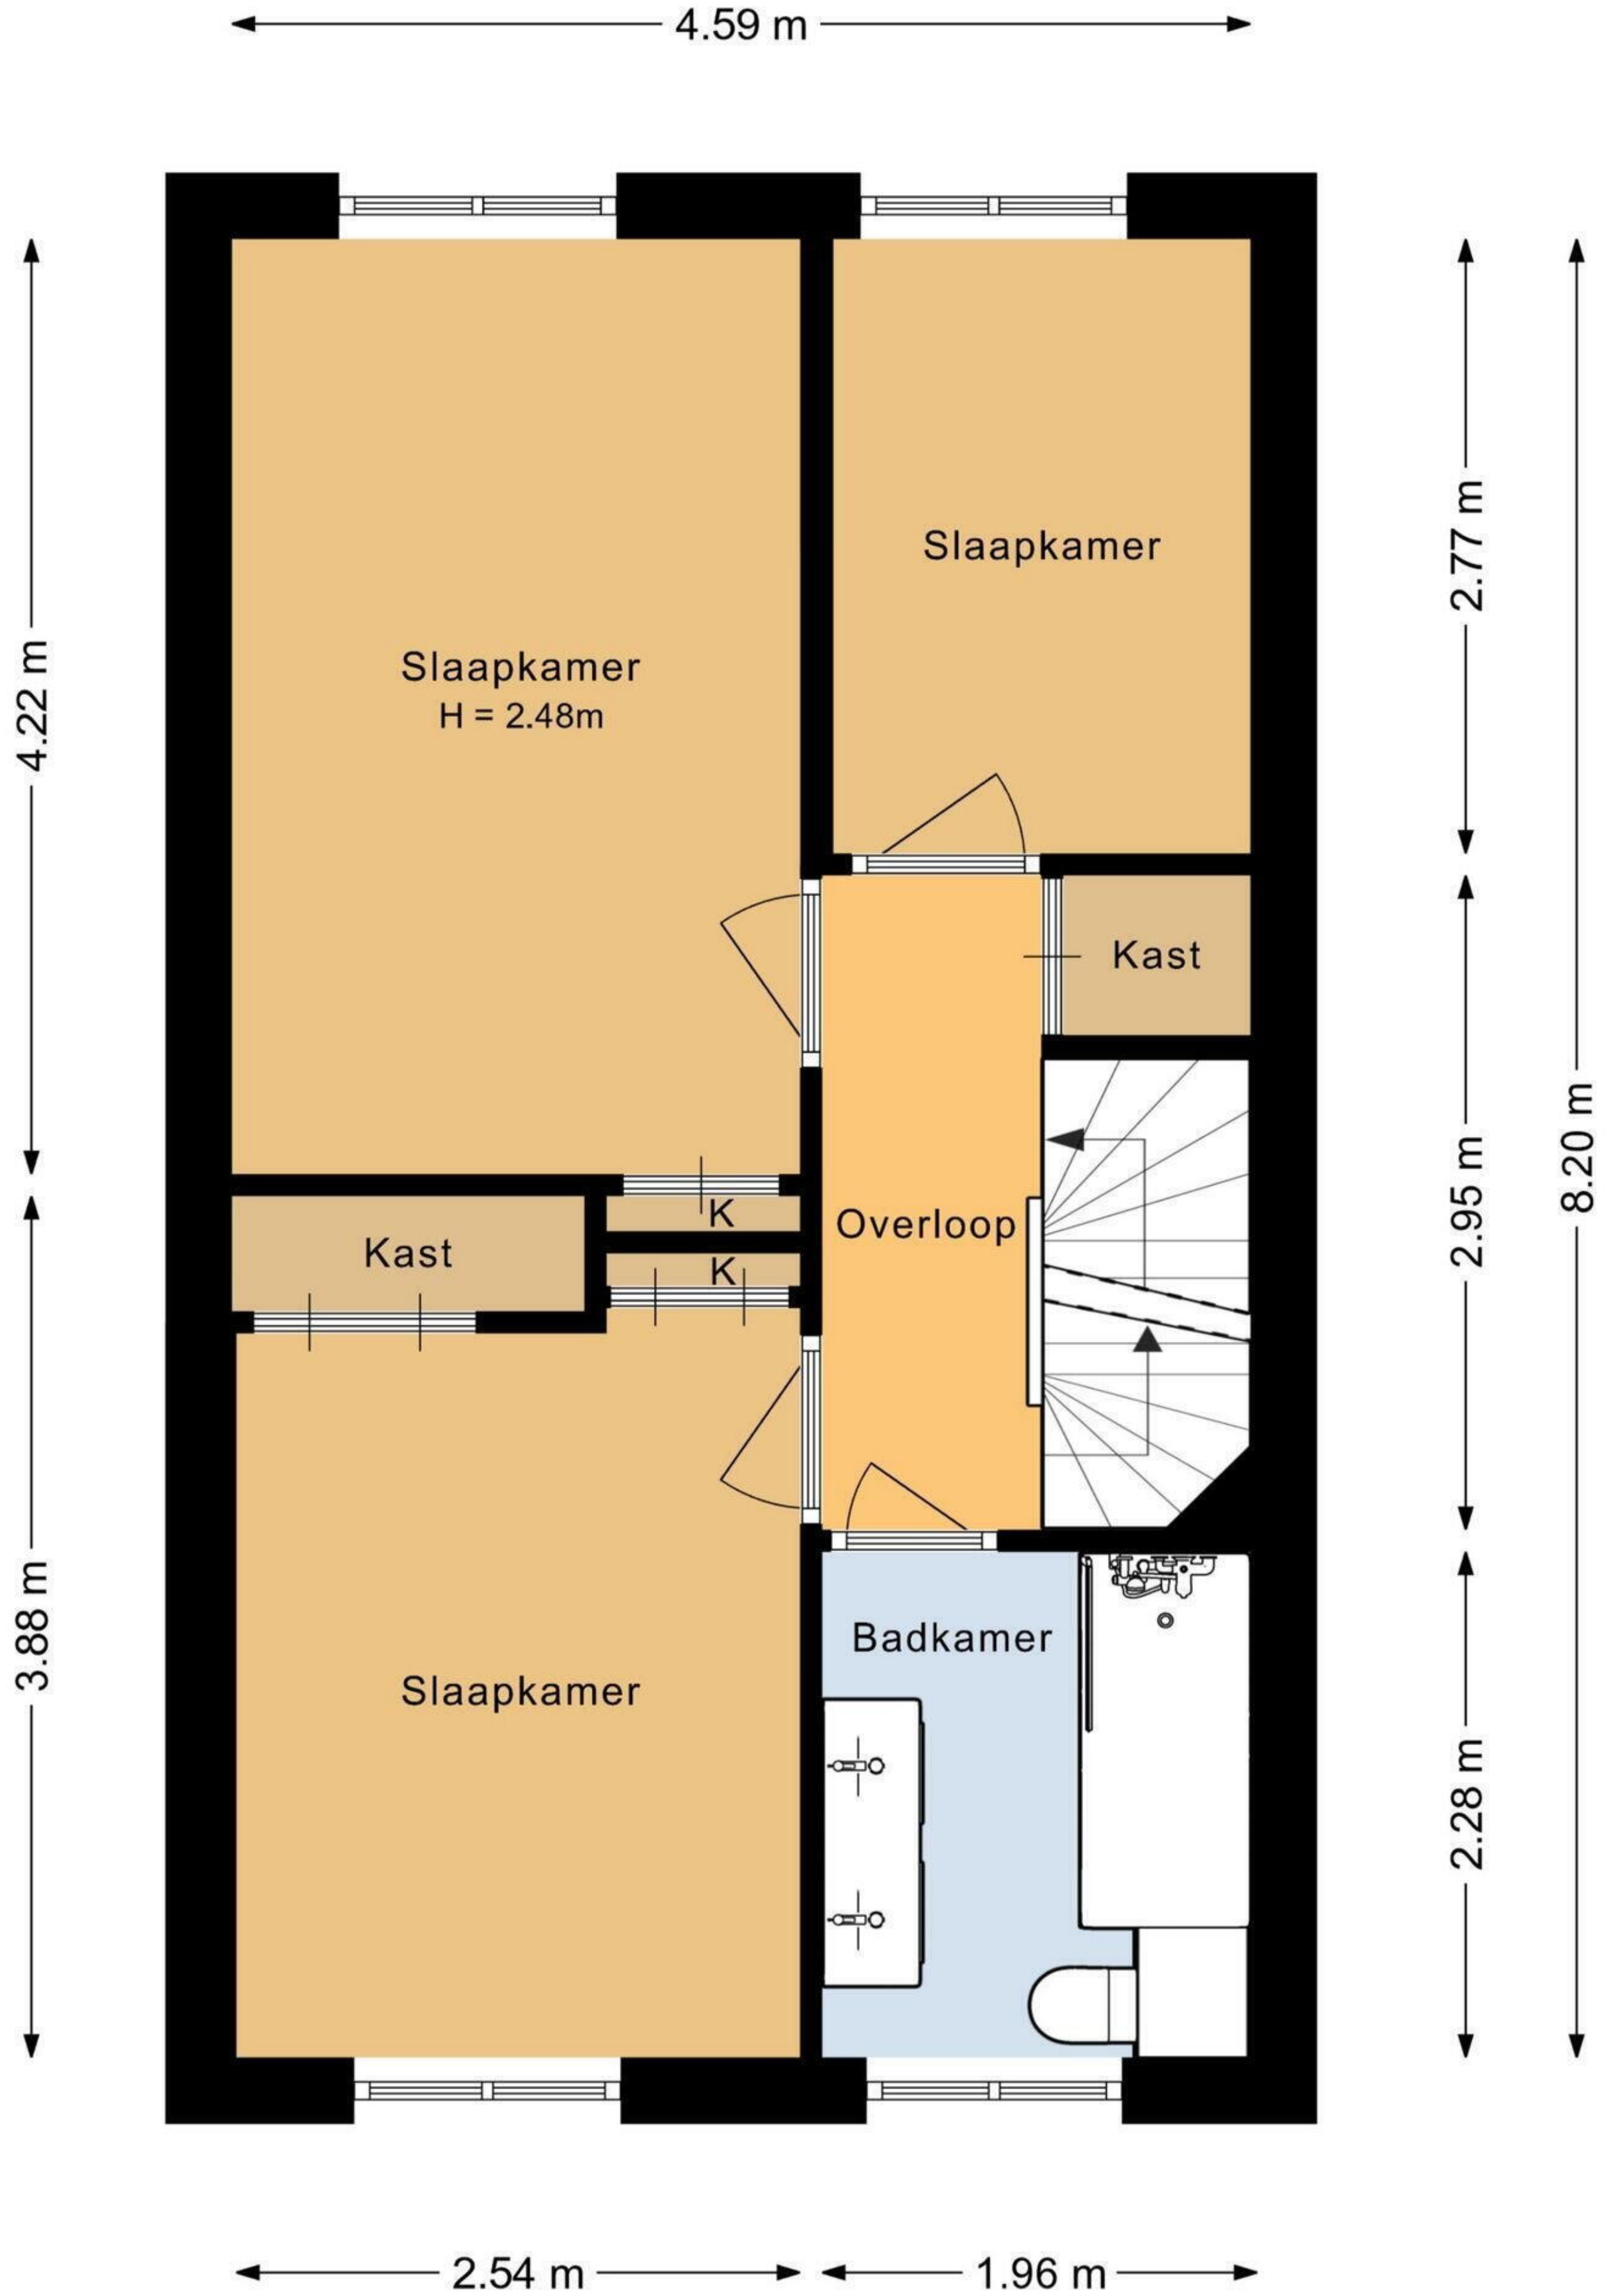 4.59 m
4.22 m
2.77 m
Slaapkamer
Slaapkamer
H = 2.48m
Kast
2.95 m
8.20 m
Overloop
K
Kast
K
3.88 m
Badkamer
Slaapkamer
2.28 m
2.54 m
1.96 m